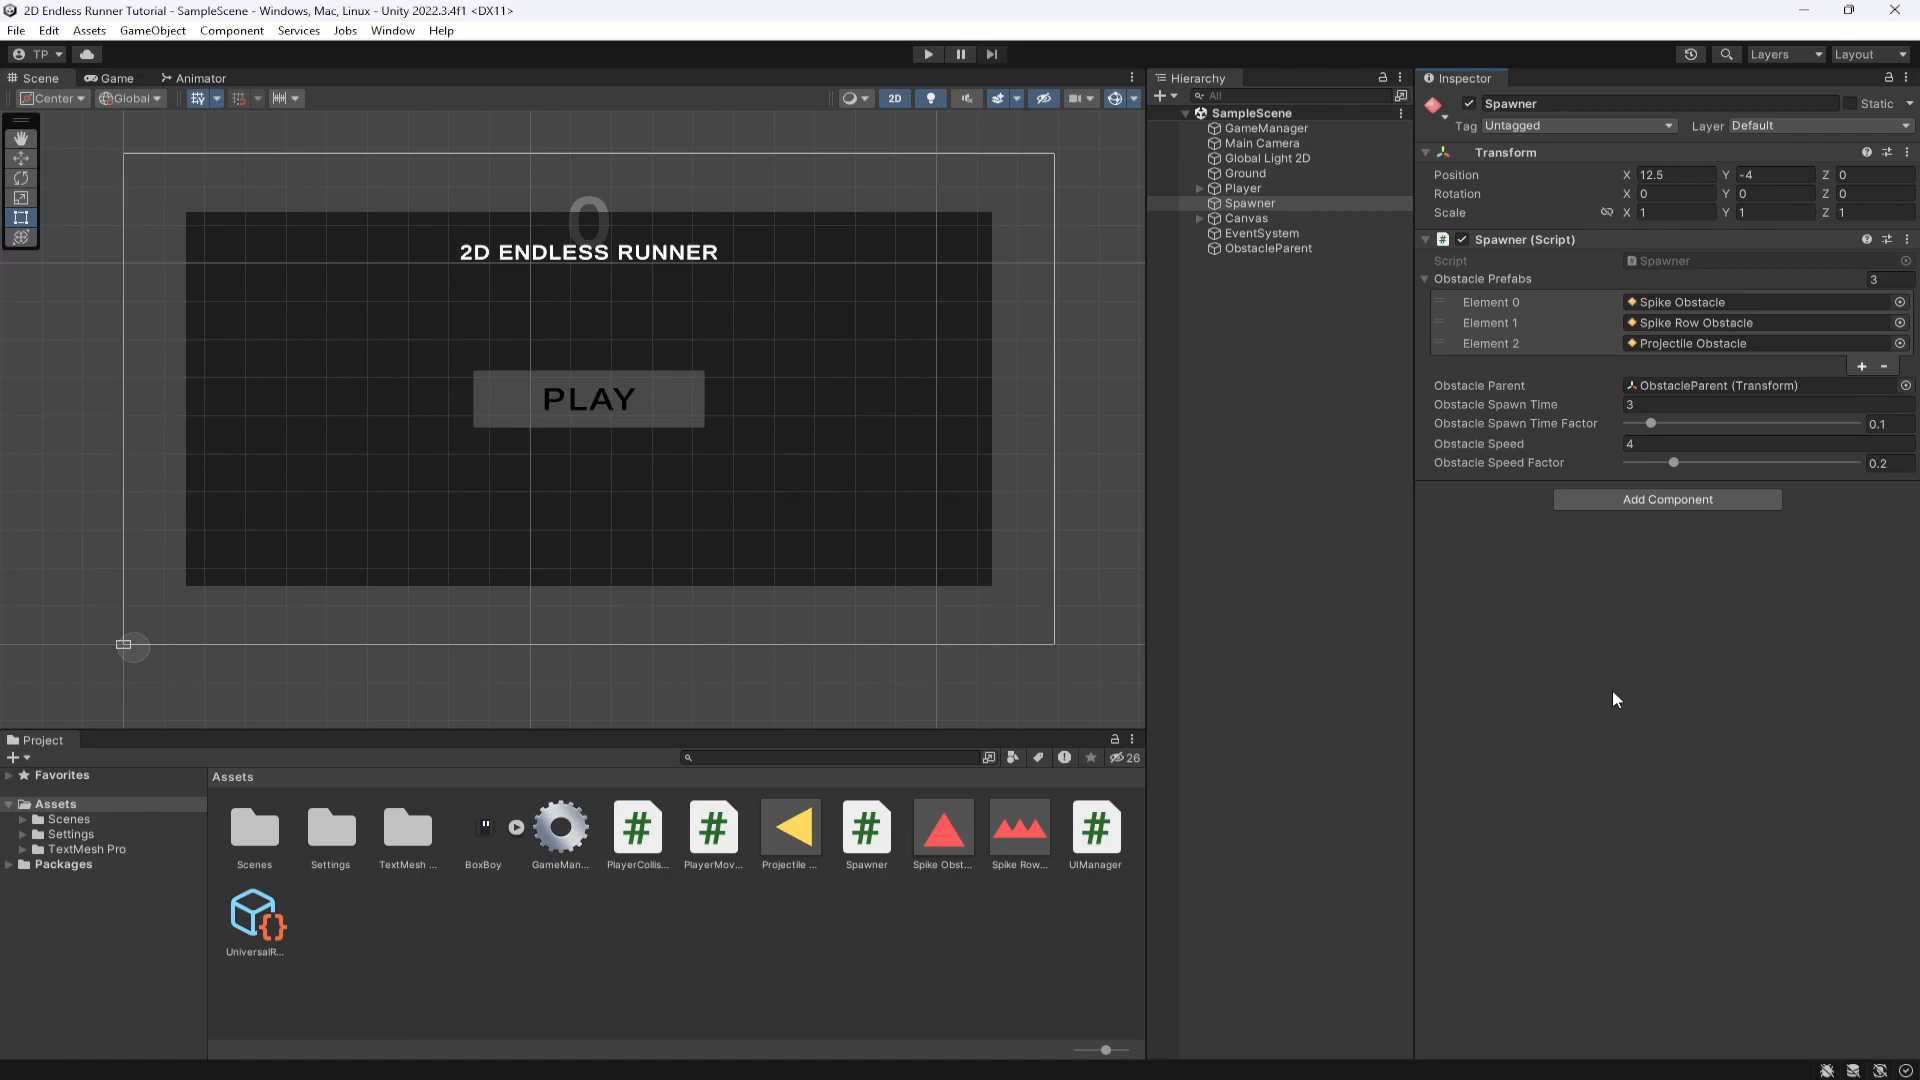 2D Endless Runner Tutorial - SampleScene - Windows, Mac, Linux - Unity 2022.3.4f1 <DX11>
File Edit Assets GameObject Component Services Jobs Window Help
TP Layers Layout
Scene Game Animator
Center Global 2D
0
2D ENDLESS RUNNER
PLAY
Hierarchy
All
SampleScene
GameManager
Main Camera
Global Light 2D
Ground
Player
Spawner
Canvas
EventSystem
ObstacleParent
Inspector
Spawner Static
Tag Untagged Layer Default
Transform
Position X 12.5 Y -4 Z 0
Rotation X 0 Y 0 Z 0
Scale X 1 Y 1 Z 1
# Spawner (Script)
Script Spawner
Obstacle Prefabs 3
Element 0 Spike Obstacle
Element 1 Spike Row Obstacle
Element 2 Projectile Obstacle
+ -
Obstacle Parent ObstacleParent (Transform)
Obstacle Spawn Time 3
Obstacle Spawn Time Factor 0.1
Obstacle Speed 4
Obstacle Speed Factor 0.2
Add Component
Project
26
Favorites
Assets
Scenes
Settings
TextMesh Pro
Packages
Assets
# # # #
Scenes Settings TextMesh ... BoxBoy GameMan... PlayerCollis... PlayerMov... Projectile ... Spawner Spike Obst... Spike Row... UIManager
{}
UniversalR...